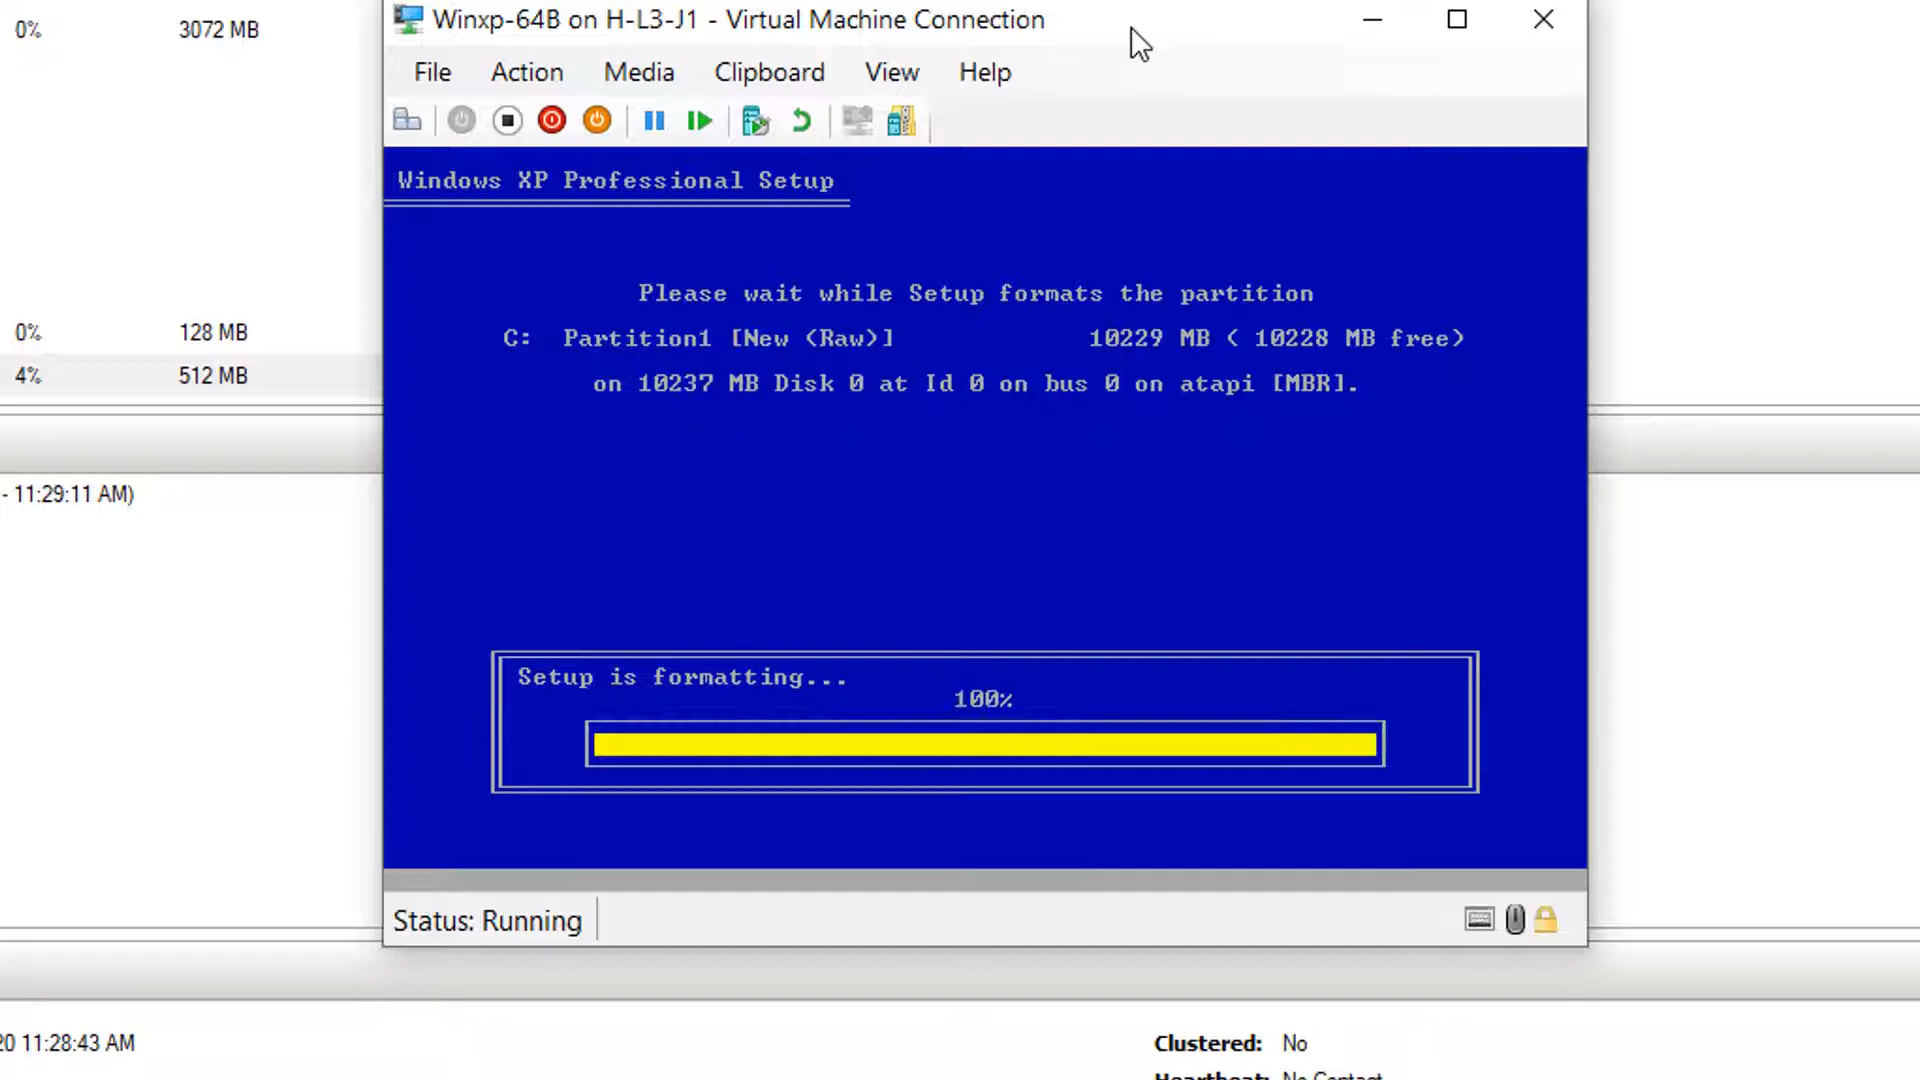 0% 3072 MB
Winxp-64B on H-L3-J1 - Virtual Machine Connection
File Action Media Clipboard View Help
Windows XP Professional Setup
Please wait while Setup formats the partition
C: Partition1 [New (Raw)] 10229 MB ( 10228 MB free)
on 10237 MB Disk 0 at Id 0 on bus 0 on atapi [MBR].
0% 128 MB
4% 512 MB
- 11:29:11 AM)
Setup is formatting...
100%
Status: Running
20 11:28:43 AM
Clustered: No
Heartbeat: No Contact